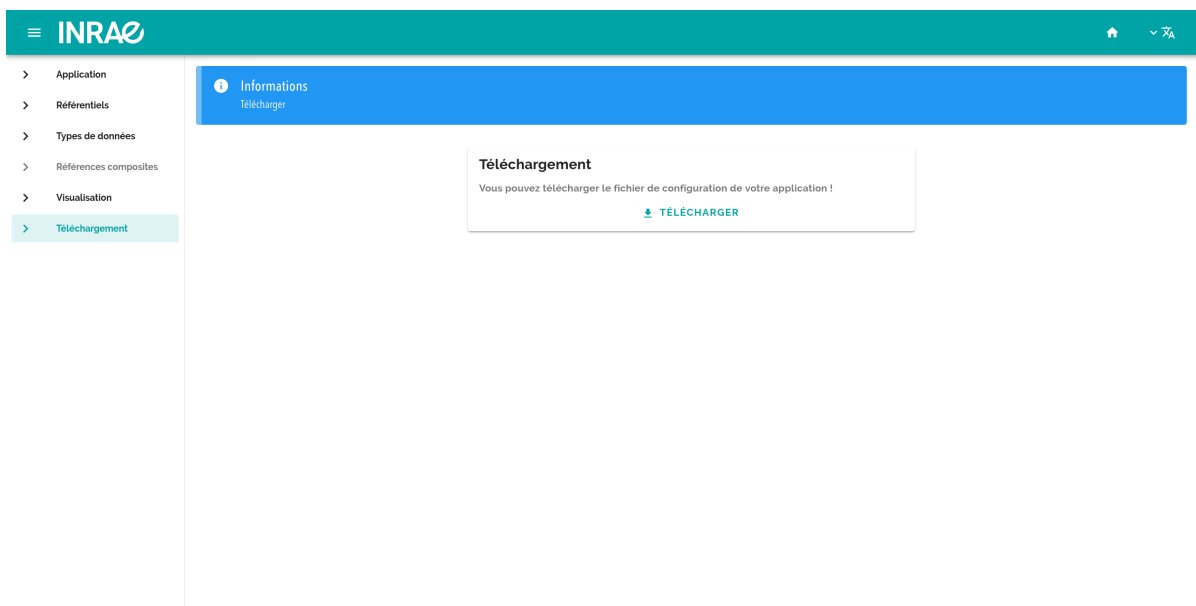 INRAE
Application
Référentiels
Types de données
Références composites
Visualisation
Téléchargement
Informations
Télécharger
Téléchargement
Vous pouvez télécharger le fichier de configuration de votre application !
TÉLÉCHARGER